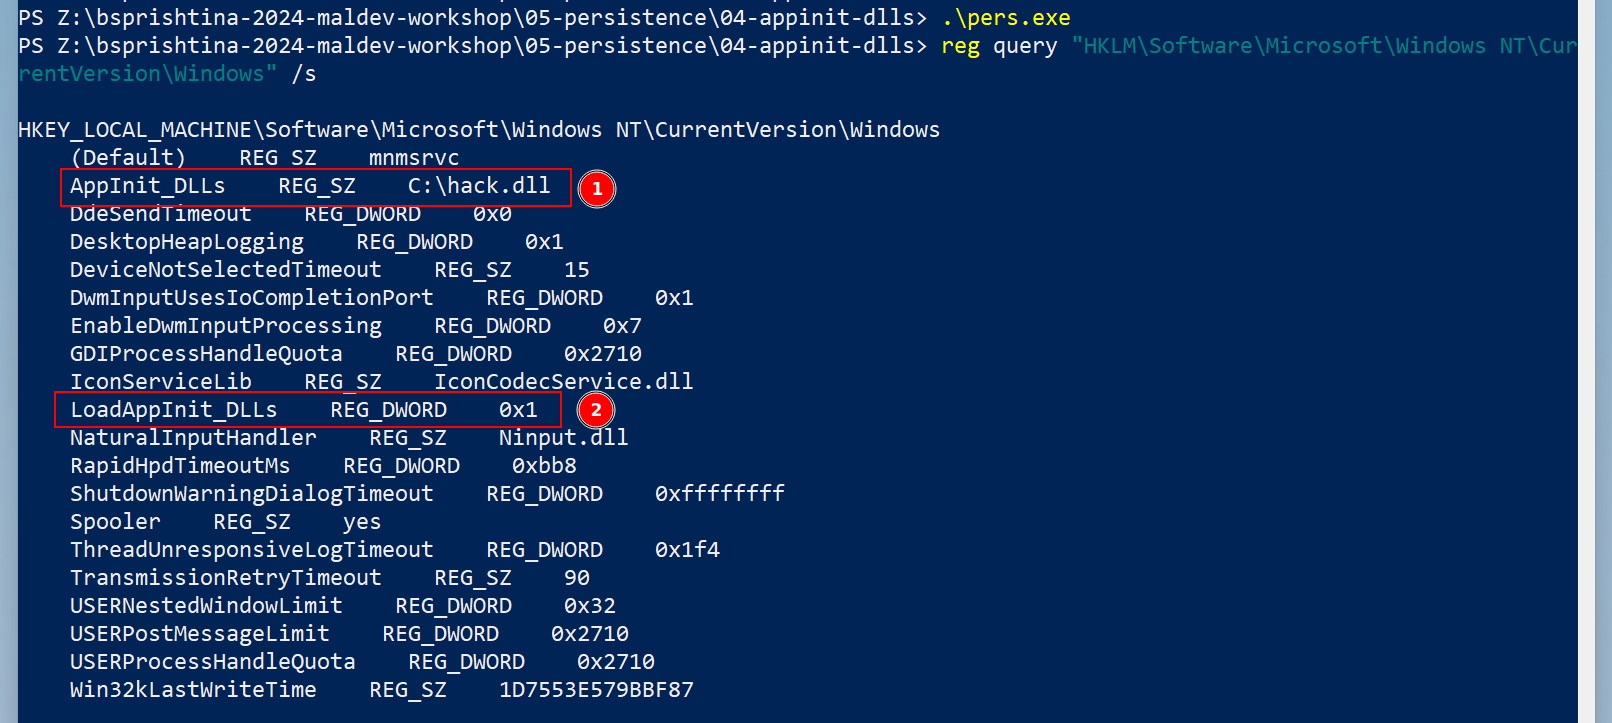 PS Z:\bsprishtina-2024-maldev-workshop\05-persistence\04-appinit-dlls> .\pers.exe
PS Z:\bsprishtina-2024-maldev-workshop\05-persistence\04-appinit-dlls> reg query "HKLM\Software\Microsoft\Windows NT\Cur
rentVersion\Windows" /s
HKEY_LOCAL_MACHINE\Software\Microsoft\Windows NT\CurrentVersion\Windows
(Default)    REG_SZ    mnmsrvc
AppInit_DLLs    REG_SZ    C:\hack.dll 1
DdeSendTimeout    REG_DWORD    0x0
DesktopHeapLogging    REG_DWORD    0x1
DeviceNotSelectedTimeout    REG_SZ    15
DwmInputUsesIoCompletionPort    REG_DWORD    0x1
EnableDwmInputProcessing    REG_DWORD    0x7
GDIProcessHandleQuota    REG_DWORD    0x2710
IconServiceLib    REG_SZ    IconCodecService.dll
LoadAppInit_DLLs    REG_DWORD    0x1 2
NaturalInputHandler    REG_SZ    Ninput.dll
RapidHpdTimeoutMs    REG_DWORD    0xbb8
ShutdownWarningDialogTimeout    REG_DWORD    0xffffffff
Spooler    REG_SZ    yes
ThreadUnresponsiveLogTimeout    REG_DWORD    0x1f4
TransmissionRetryTimeout    REG_SZ    90
USERNestedWindowLimit    REG_DWORD    0x32
USERPostMessageLimit    REG_DWORD    0x2710
USERProcessHandleQuota    REG_DWORD    0x2710
Win32kLastWriteTime    REG_SZ    1D7553E579BBF87